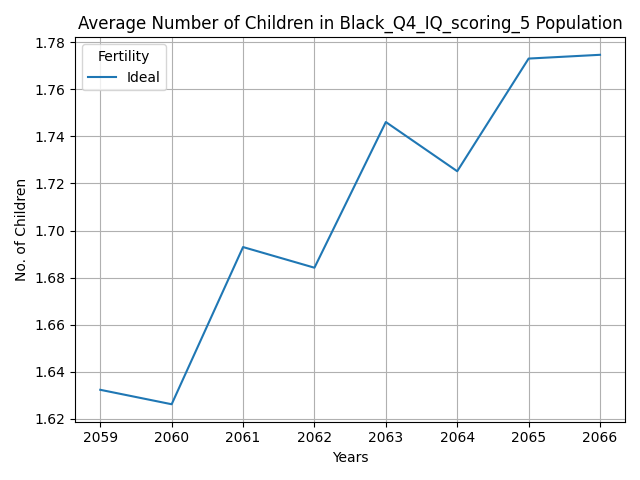 Average Number of Children in Black_Q4_IQ_scoring_5 Population
Fertility
Ideal
No. of Children
1.78
1.76
1.74
1.72
1.70
1.68
1.66
1.64
1.62
2059 2060 2061 2062 2063 2064 2065 2066
Years